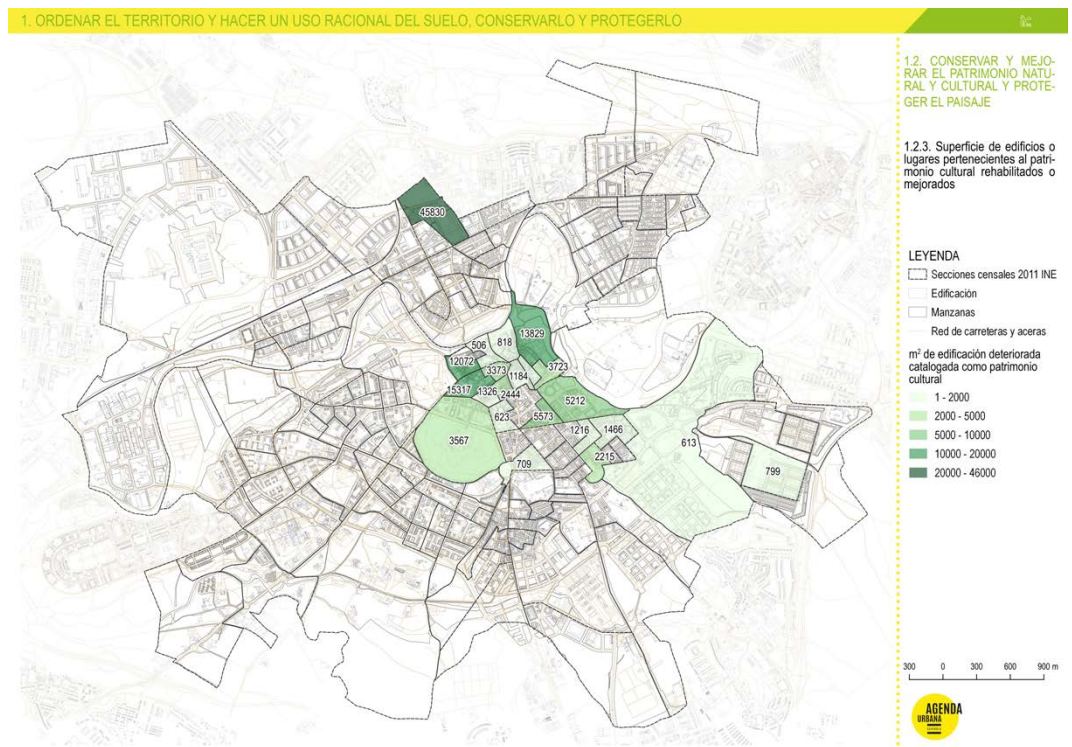 1. ORDENAR EL TERRITORIO Y HACER UN USO RACIONAL DEL SUELO, CONSERVARLO Y PROTEGERLO
1.2. CONSERVAR Y MEJO-
RAR EL PATRIMONIO NATU-
RAL Y CULTURAL Y PROTE-
GER EL PAISAJE
1.2.3. Superficie de edificios o
lugares pertenecientes al patri-
monio cultural rehabilitados o
mejorados
LEYENDA
Secciones censales 2011 INE
Edificación
Manzanas
Red de carreteras y aceras
m² de edificación deteriorada
catalogada como patrimonio
cultural
1 - 2000
2000 - 5000
5000 - 10000
10000 - 20000
20000 - 46000
45830
13829
818
506
12072
3373
3723
1184
15317
1326
2444
5212
623
5573
1216
1466
3567
613
2215
709
799
300 0 300 600 900 m
AGENDA
URBANA